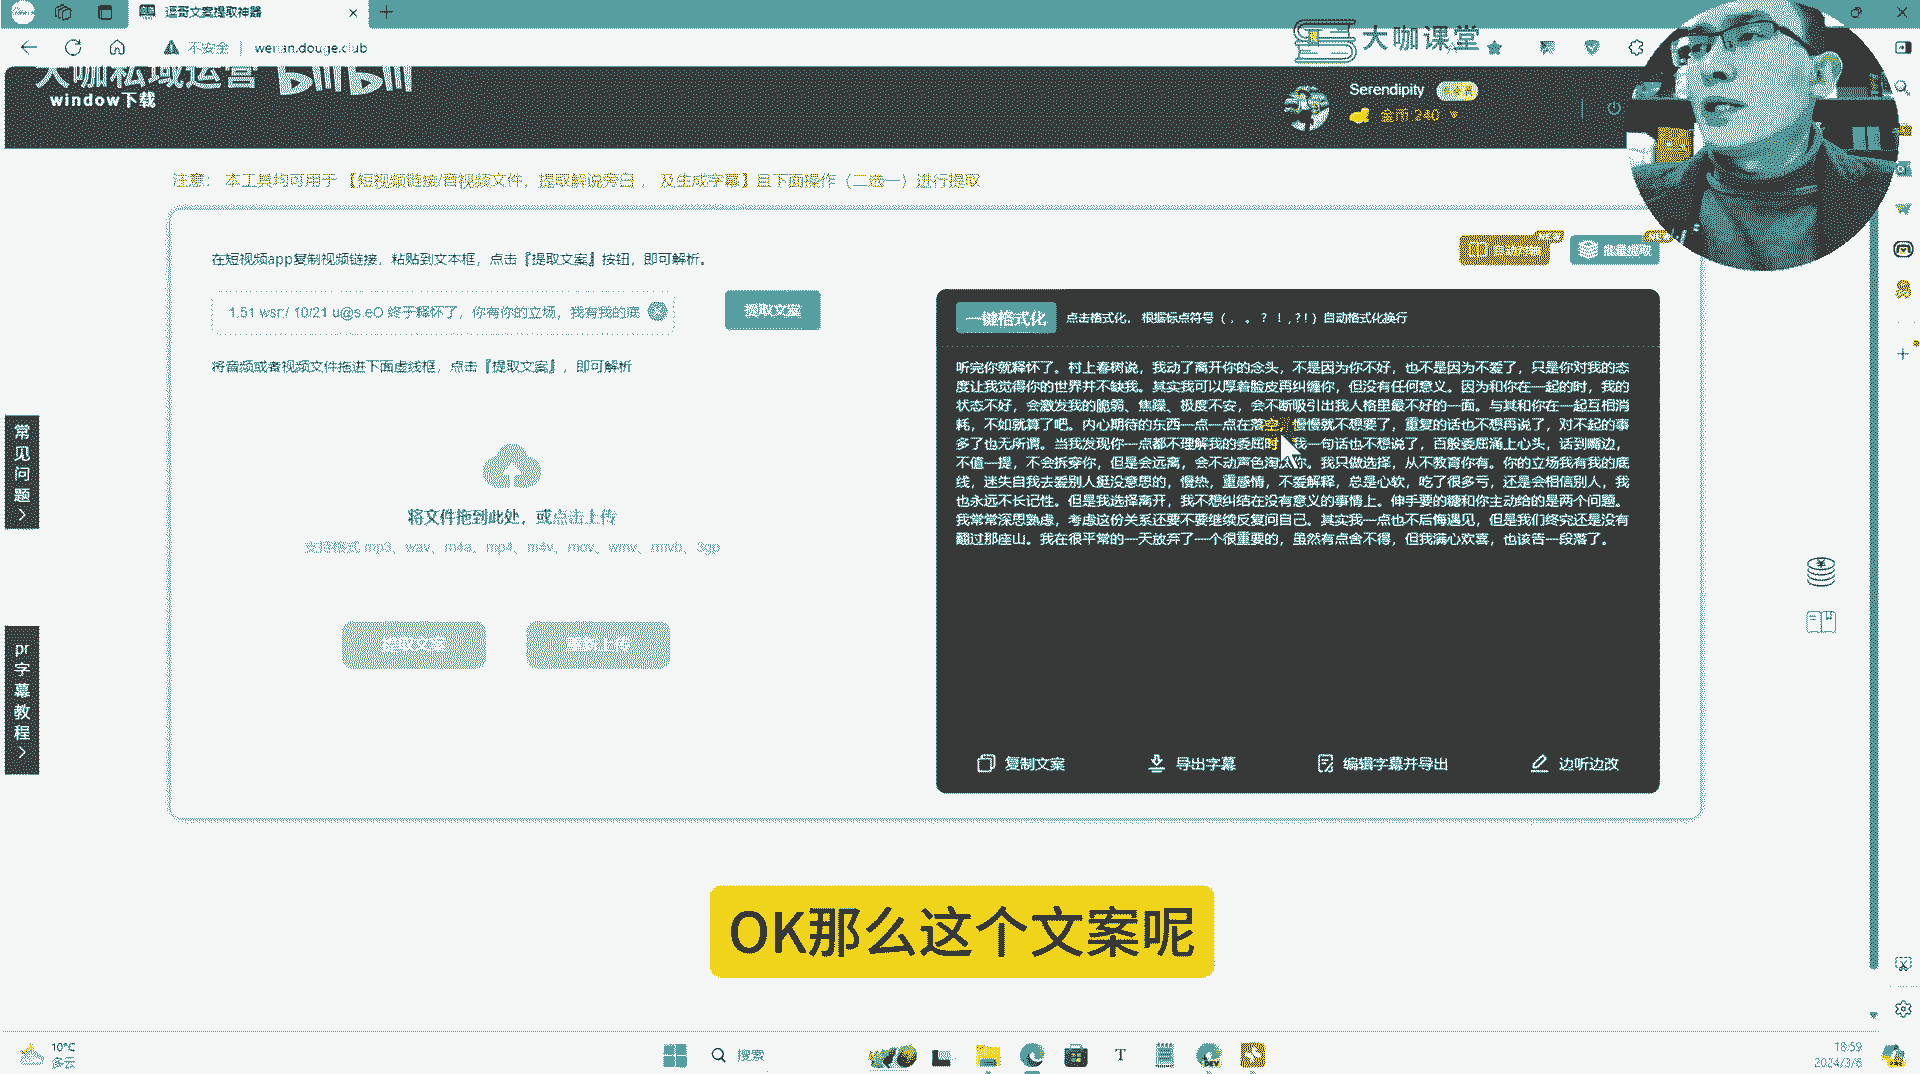 逗哥文案提取神器
不安全
wenan.douge.club
大咖课堂
大咖私域运营 bilibili
window下载
Serendipity
金币:240
注意： 本工具均可用于 【短视频链接/音视频文件，提取解说旁白 ， 及生成字幕】且下面操作（二选一）进行提取
在短视频app复制视频链接，粘贴到文本框，点击『提取文案』按钮，即可解析。
批量提取
1.51 wsr:/ 10/21 u@s.eO 终于释怀了，你有你的立场，我有我的底
提取文案
将音频或者视频文件拖进下面虚线框，点击『提取文案』，即可解析
将文件拖到此处，或点击上传
支持格式 mp3、wav、m4a、mp4、m4v、mov、wmv、rmvb、3gp
提取文案
重新上传
一键格式化
点击格式化， 根据标点符号（ , 。 ? ！ , ? ! ）自动格式化换行
听完你就释怀了。村上春树说，我动了离开你的念头，不是因为你不好，也不是因为不爱了，只是你对我的态
度让我觉得你的世界并不缺我。其实我可以厚着脸皮再纠缠你，但没有任何意义。因为和你在一起的时，我的
状态不好，会激发我的脆弱、焦躁、极度不安，会不断吸引出我人格里最不好的一面。与其和你在一起互相消
耗，不如就算了吧。内心期待的东西一点一点在落空，慢慢就不想要了，重复的话也不想再说了，对不起的事
多了也无所谓。当我发现你一点都不理解我的委屈时，我一句话也不想说了，百般委屈涌上心头，话到嘴边，
不值一提，不会拆穿你，但是会远离，会不动声色淘汰你。我只做选择，从不教育你有。你的立场我有我的底
线，迷失自我去爱别人挺没意思的，慢热，重感情，不爱解释，总是心软，吃了很多亏，还是会相信别人，我
也永远不长记性。但是我选择离开，我不想纠结在没有意义的事情上。伸手要的糖和你主动给的是两个问题。
我常常深思熟虑，考虑这份关系还要不要继续反复问自己。其实我一点也不后悔遇见，但是我们终究还是没有
翻过那座山。我在很平常的一天放弃了一个很重要的，虽然有点舍不得，但我满心欢喜，也该告一段落了。
复制文案
导出字幕
编辑字幕并导出
边听边改
常见问题
pr字幕教程
OK那么这个文案呢
10°C
多云
搜索
18:59
2024/3/6